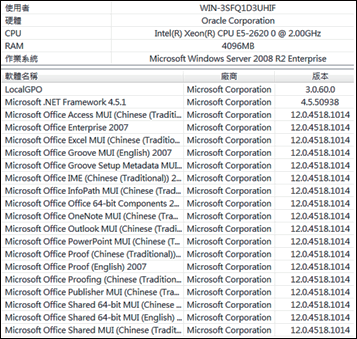 使用者 WIN-3SFQ1D3UHIF
硬體 Oracle Corporation
CPU Intel(R) Xeon(R) CPU E5-2620 0 @ 2.00GHz
RAM 4096MB
作業系統 Microsoft Windows Server 2008 R2 Enterprise
軟體名稱 廠商 版本
LocalGPO Microsoft Corporation 3.0.60.0
Microsoft .NET Framework 4.5.1 Microsoft Corporation 4.5.50938
Microsoft Office Access MUI (Chinese (Traditi... Microsoft Corporation 12.0.4518.1014
Microsoft Office Enterprise 2007 Microsoft Corporation 12.0.4518.1014
Microsoft Office Excel MUI (Chinese (Traditio... Microsoft Corporation 12.0.4518.1014
Microsoft Office Groove MUI (English) 2007 Microsoft Corporation 12.0.4518.1014
Microsoft Office Groove Setup Metadata MUI... Microsoft Corporation 12.0.4518.1014
Microsoft Office IME (Chinese (Traditional)) 2... Microsoft Corporation 12.0.4518.1014
Microsoft Office InfoPath MUI (Chinese (Trad... Microsoft Corporation 12.0.4518.1014
Microsoft Office Office 64-bit Components 2... Microsoft Corporation 12.0.4518.1014
Microsoft Office OneNote MUI (Chinese (Tra... Microsoft Corporation 12.0.4518.1014
Microsoft Office Outlook MUI (Chinese (Tradi... Microsoft Corporation 12.0.4518.1014
Microsoft Office PowerPoint MUI (Chinese (T... Microsoft Corporation 12.0.4518.1014
Microsoft Office Proof (Chinese (Traditional))... Microsoft Corporation 12.0.4518.1014
Microsoft Office Proof (English) 2007 Microsoft Corporation 12.0.4518.1014
Microsoft Office Proofing (Chinese (Tradition... Microsoft Corporation 12.0.4518.1014
Microsoft Office Publisher MUI (Chinese (Trad... Microsoft Corporation 12.0.4518.1014
Microsoft Office Shared 64-bit MUI (Chinese ... Microsoft Corporation 12.0.4518.1014
Microsoft Office Shared 64-bit MUI (English) ... Microsoft Corporation 12.0.4518.1014
Microsoft Office Shared MUI (Chinese (Traditi... Microsoft Corporation 12.0.4518.1014